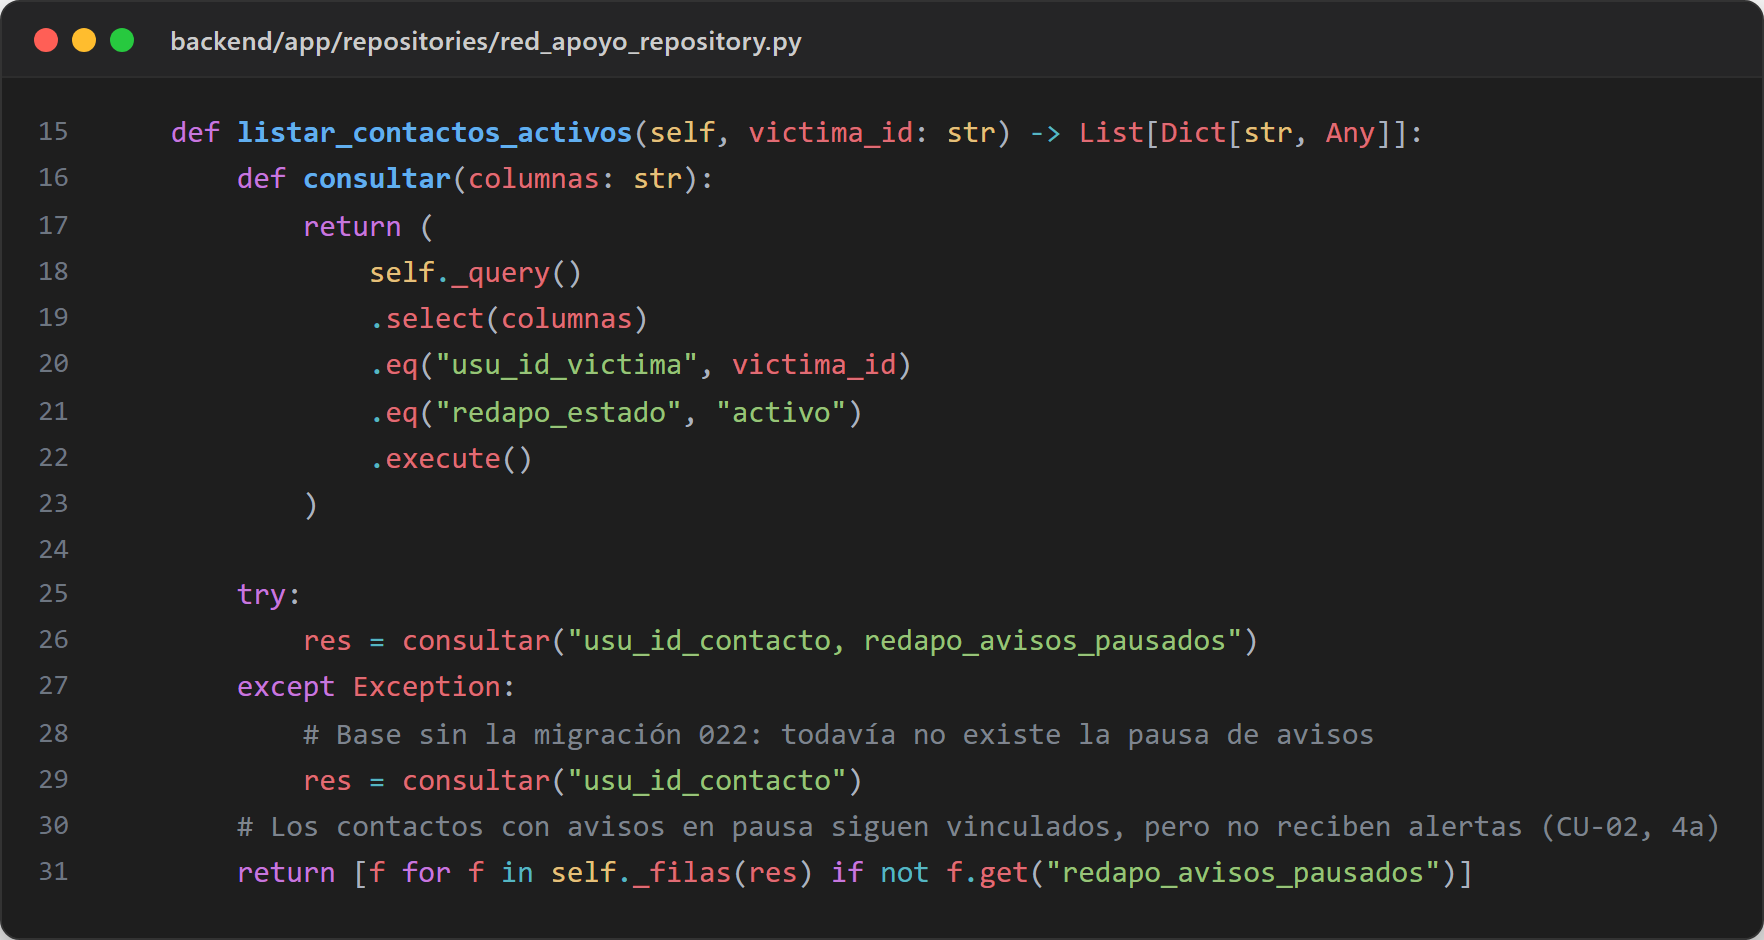 backend/app/repositories/red_apoyo_repository.py
15 def listar_contactos_activos(self, victima_id: str) -> List[Dict[str, Any]]:
16 def consultar(columnas: str):
17 return (
18 self._query()
19 .select(columnas)
20 .eq("usu_id_victima", victima_id)
21 .eq("redapo_estado", "activo")
22 .execute()
23 )
24
25 try:
26 res = consultar("usu_id_contacto, redapo_avisos_pausados")
27 except Exception:
28 # Base sin la migración 022: todavía no existe la pausa de avisos
29 res = consultar("usu_id_contacto")
30 # Los contactos con avisos en pausa siguen vinculados, pero no reciben alertas (CU-02, 4a)
31 return [f for f in self._filas(res) if not f.get("redapo_avisos_pausados")]